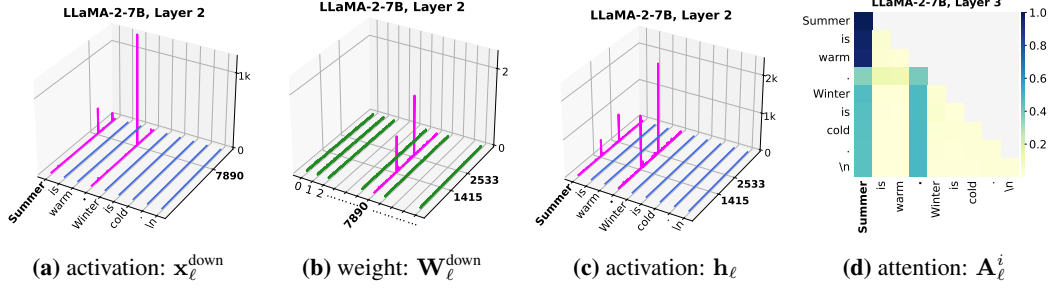 LLaMA-2-7B, Layer 2
1k
0
7890
Summer
is
warm
.
Winter
is
cold
.
\n
(a) activation: x_ℓ^down
LLaMA-2-7B, Layer 2
2
0
2533
1415
0 1 2 ............
7890
(b) weight: W_ℓ^down
LLaMA-2-7B, Layer 2
2k
1k
0
2533
1415
Summer
is
warm
.
Winter
is
cold
.
\n
(c) activation: h_ℓ
LLaMA-2-7B, Layer 3
Summer
is
warm
.
Winter
is
cold
.
\n
Summer
is
warm
.
Winter
is
cold
.
\n
1.0
0.8
0.6
0.4
0.2
(d) attention: A_ℓ^i